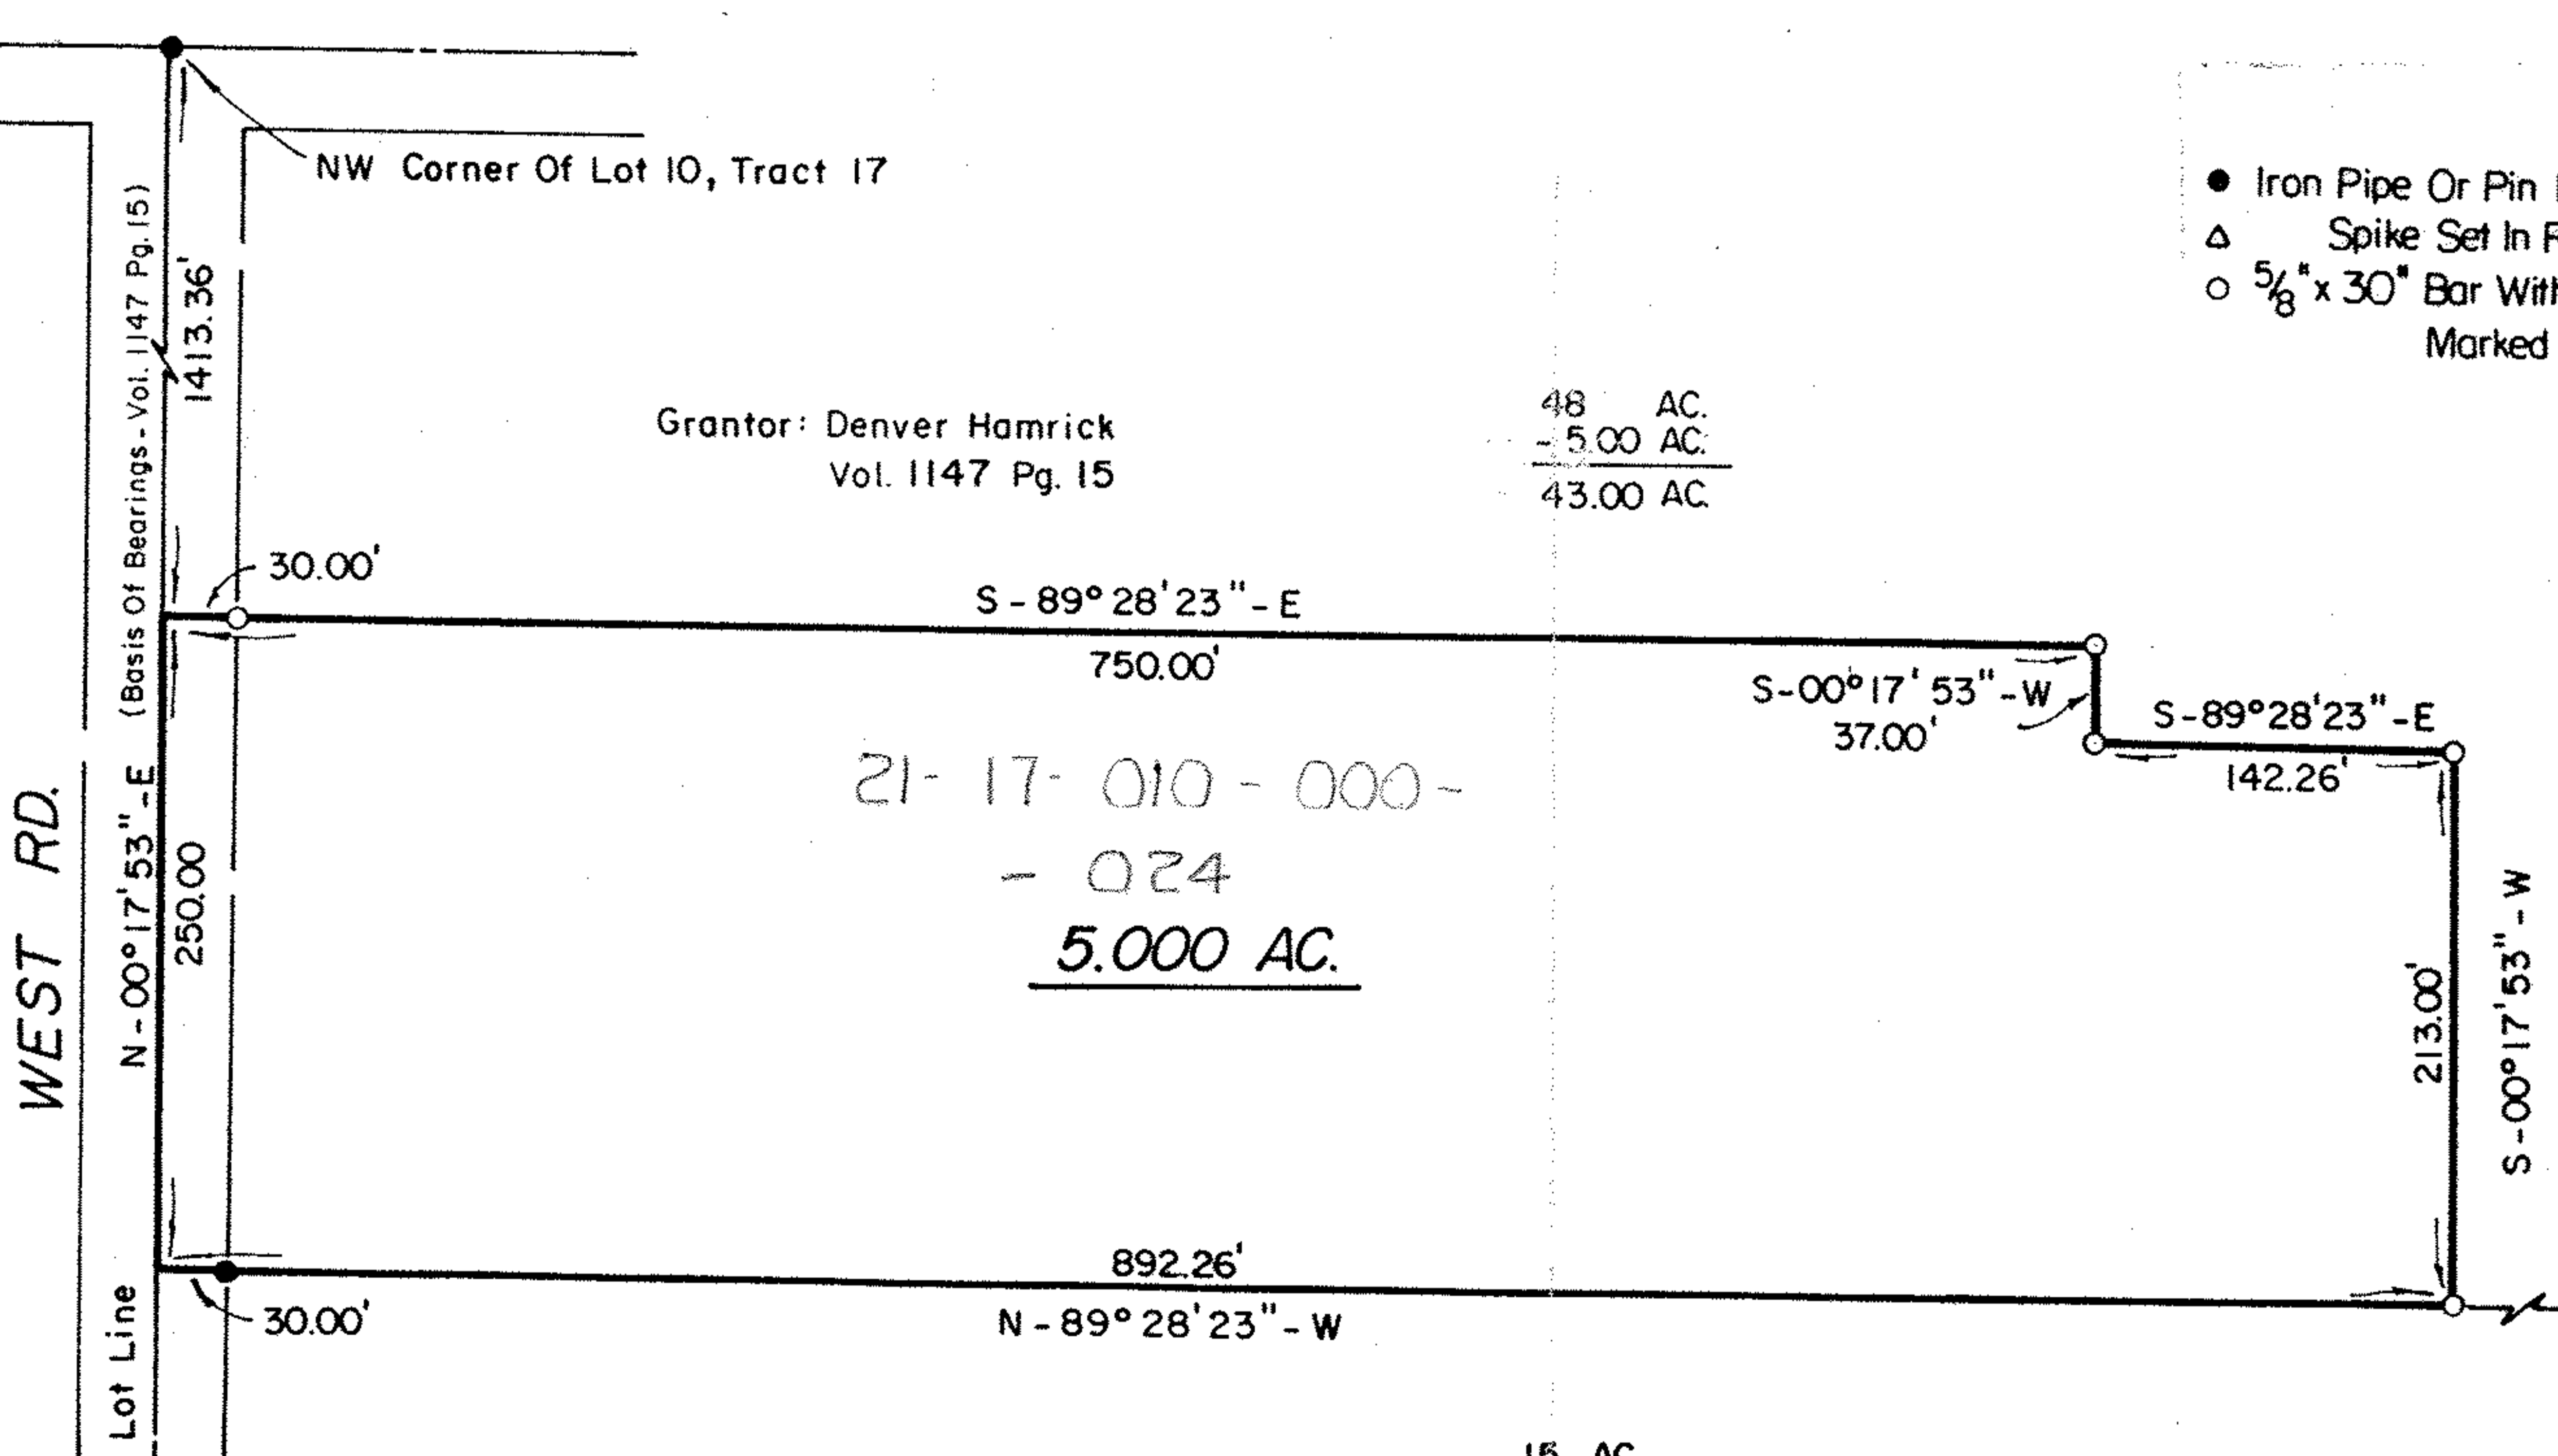 NW Corner Of Lot 10, Tract 17
● Iron Pipe Or Pin
△ Spike Set In
○ 5/8" x 30" Bar With
Marked
(Basis Of Bearings - Vol. 1147 Pg. 15)
1413.36'
Grantor: Denver Hamrick
Vol. 1147 Pg. 15
48 AC.
- 5.00 AC.
43.00 AC.
30.00'
S - 89° 28' 23" - E
750.00'
S - 00° 17' 53" - W
37.00'
S - 89° 28' 23" - E
142.26'
21 - 17 - 010 - 000 -
- 024
5.000 AC.
WEST RD.
N - 00° 17' 53" - E
250.00
213.00'
S - 00° 17' 53" - W
892.26'
N - 89° 28' 23" - W
30.00'
Lot Line